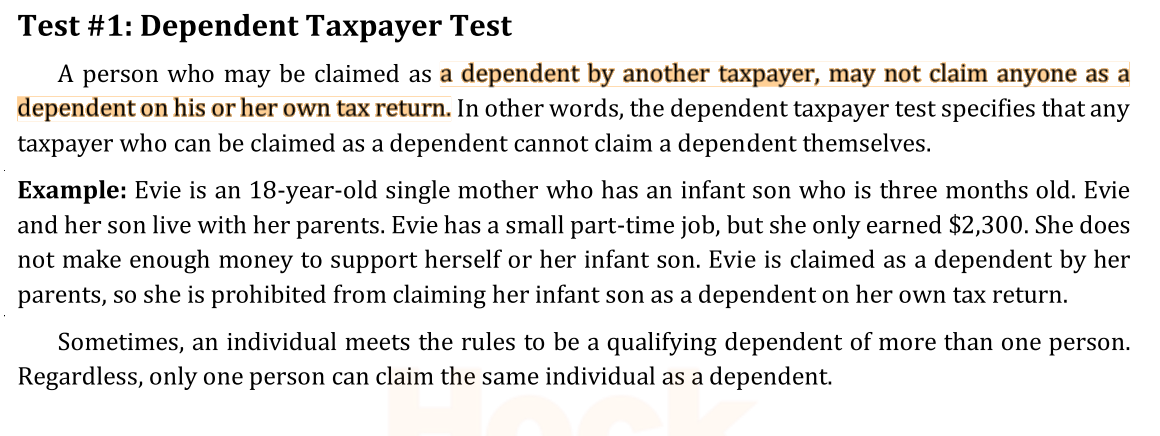 Test #1: Dependent Taxpayer Test
A person who may be claimed as a dependent by another taxpayer, may not claim anyone as a
dependent on his or her own tax return. In other words, the dependent taxpayer test specifies that any
taxpayer who can be claimed as a dependent cannot claim a dependent themselves.
Example: Evie is an 18-year-old single mother who has an infant son who is three months old. Evie
and her son live with her parents. Evie has a small part-time job, but she only earned $2,300. She does
not make enough money to support herself or her infant son. Evie is claimed as a dependent by her
parents, so she is prohibited from claiming her infant son as a dependent on her own tax return.
Sometimes, an individual meets the rules to be a qualifying dependent of more than one person.
Regardless, only one person can claim the same individual as a dependent.
Hock